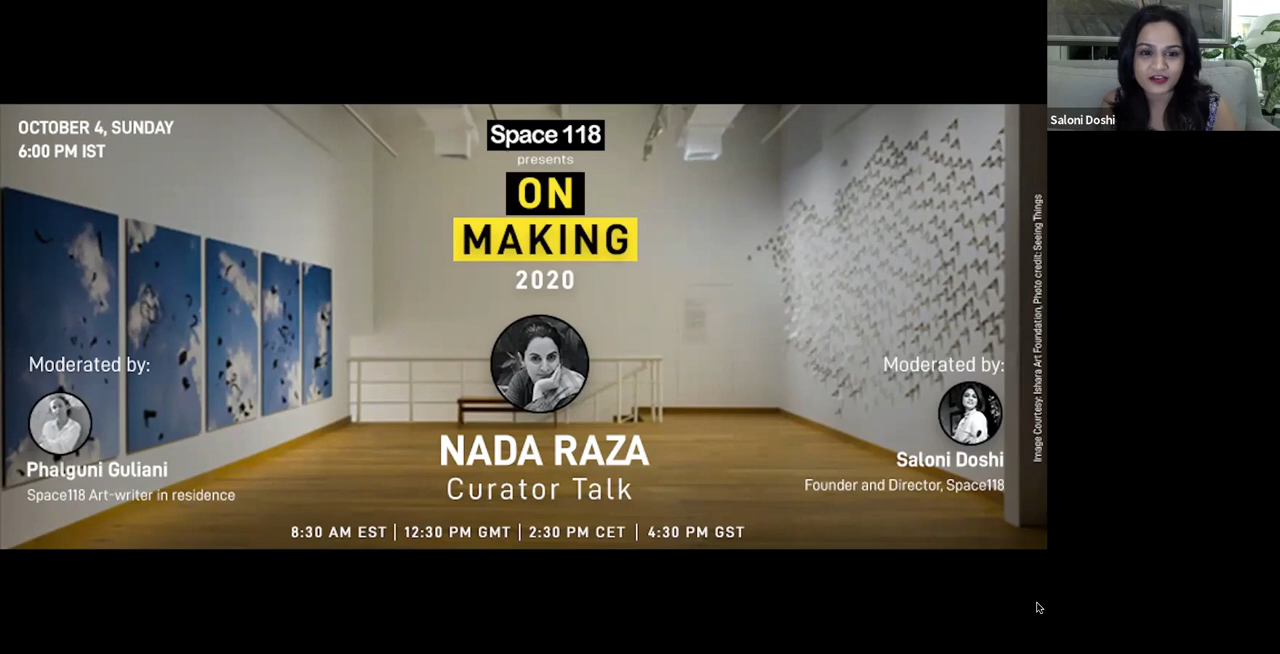 OCTOBER 4, SUNDAY
6:00 PM IST
Space 118
presents
ON
MAKING
2020
Moderated by:
Phalguni Guliani
Space118 Art-writer in residence
NADA RAZA
Curator Talk
Moderated by:
Saloni Doshi
Founder and Director, Space118
8:30 AM EST | 12:30 PM GMT | 2:30 PM CET | 4:30 PM GST
Image Courtesy: Ishara Art Foundation, Photo credit: Seeing Things
Saloni Doshi